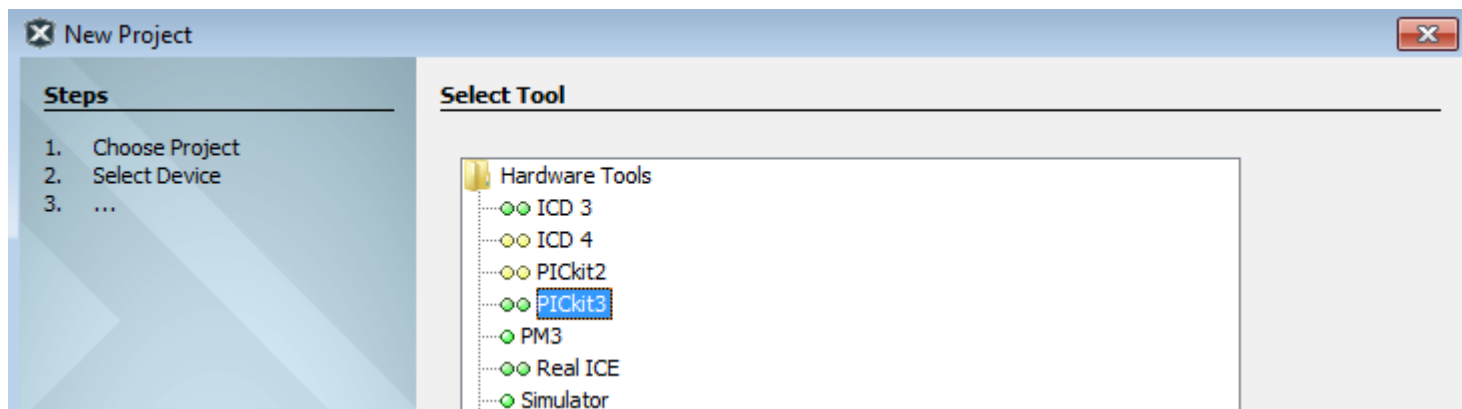 New Project
Steps
1. Choose Project
2. Select Device
3. ...
Select Tool
Hardware Tools
ICD 3
ICD 4
PICkit2
PICkit3
PM3
Real ICE
Simulator